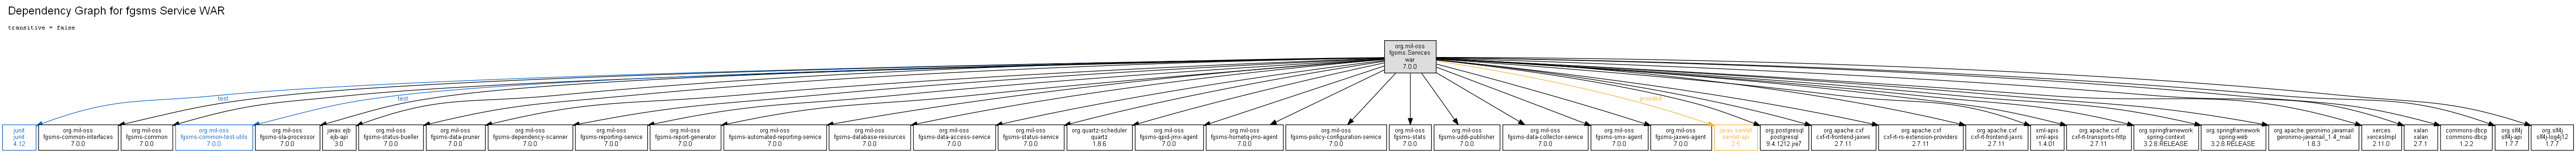 Dependency Graph for fgsms Service WAR
transitive = false
org.mil-oss
fgsms.Services
war
7.0.0
test
test
provided
junit
junit
4.12
org.mil-oss
fgsms-common-interfaces
7.0.0
org.mil-oss
fgsms-common
7.0.0
org.mil-oss
fgsms-common-test-utils
7.0.0
org.mil-oss
fgsms-sla-processor
7.0.0
javax.ejb
ejb-api
3.0
org.mil-oss
fgsms-status-bueller
7.0.0
org.mil-oss
fgsms-data-pruner
7.0.0
org.mil-oss
fgsms-dependency-scanner
7.0.0
org.mil-oss
fgsms-reporting-service
7.0.0
org.mil-oss
fgsms-report-generator
7.0.0
org.mil-oss
fgsms-automated-reporting-service
7.0.0
org.mil-oss
fgsms-database-resources
7.0.0
org.mil-oss
fgsms-data-access-service
7.0.0
org.mil-oss
fgsms-status-service
7.0.0
org.quartz-scheduler
quartz
1.8.6
org.mil-oss
fgsms-qpid-jmx-agent
7.0.0
org.mil-oss
fgsms-hornetq-jms-agent
7.0.0
org.mil-oss
fgsms-policy-configuration-service
7.0.0
org.mil-oss
fgsms-stats
7.0.0
org.mil-oss
fgsms-uddi-publisher
7.0.0
org.mil-oss
fgsms-data-collector-service
7.0.0
org.mil-oss
fgsms-smx-agent
7.0.0
org.mil-oss
fgsms-jaxws-agent
7.0.0
javax.servlet
servlet-api
2.5
org.postgresql
postgresql
9.4.1212.jre7
org.apache.cxf
cxf-rt-frontend-jaxws
2.7.11
org.apache.cxf
cxf-rt-rs-extension-providers
2.7.11
org.apache.cxf
cxf-rt-frontend-jaxrs
2.7.11
xml-apis
xml-apis
1.4.01
org.apache.cxf
cxf-rt-transports-http
2.7.11
org.springframework
spring-context
3.2.8.RELEASE
org.springframework
spring-web
3.2.8.RELEASE
org.apache.geronimo.javamail
geronimo-javamail_1.4_mail
1.8.3
xerces
xercesImpl
2.11.0
xalan
xalan
2.7.1
commons-dbcp
commons-dbcp
1.2.2
org.slf4j
slf4j-api
1.7.7
org.slf4j
slf4j-log4j12
1.7.7